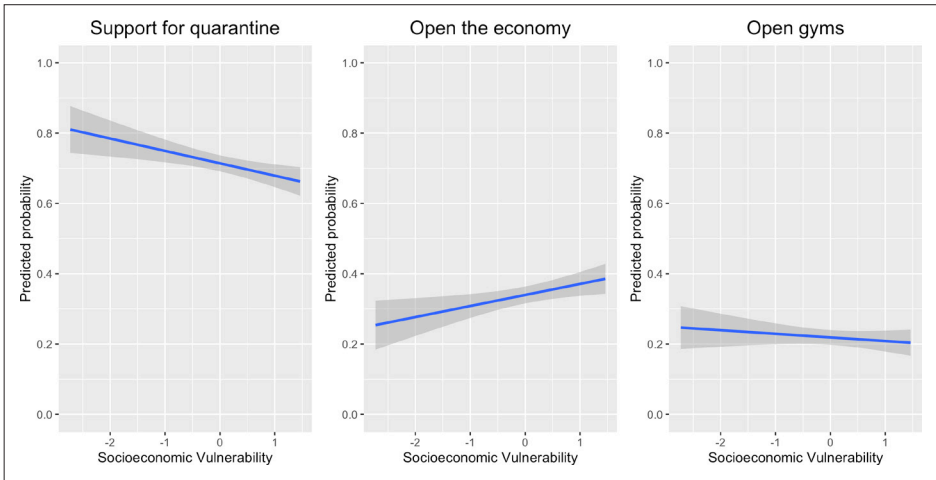 Support for quarantine
Open the economy
Open gyms
Predicted probability
1.0
0.8
0.6
0.4
0.2
0.0
-2 -1 0 1
Socioeconomic Vulnerability
Predicted probability
1.0
0.8
0.6
0.4
0.2
0.0
-2 -1 0 1
Socioeconomic Vulnerability
Predicted probability
1.0
0.8
0.6
0.4
0.2
0.0
-2 -1 0 1
Socioeconomic Vulnerability